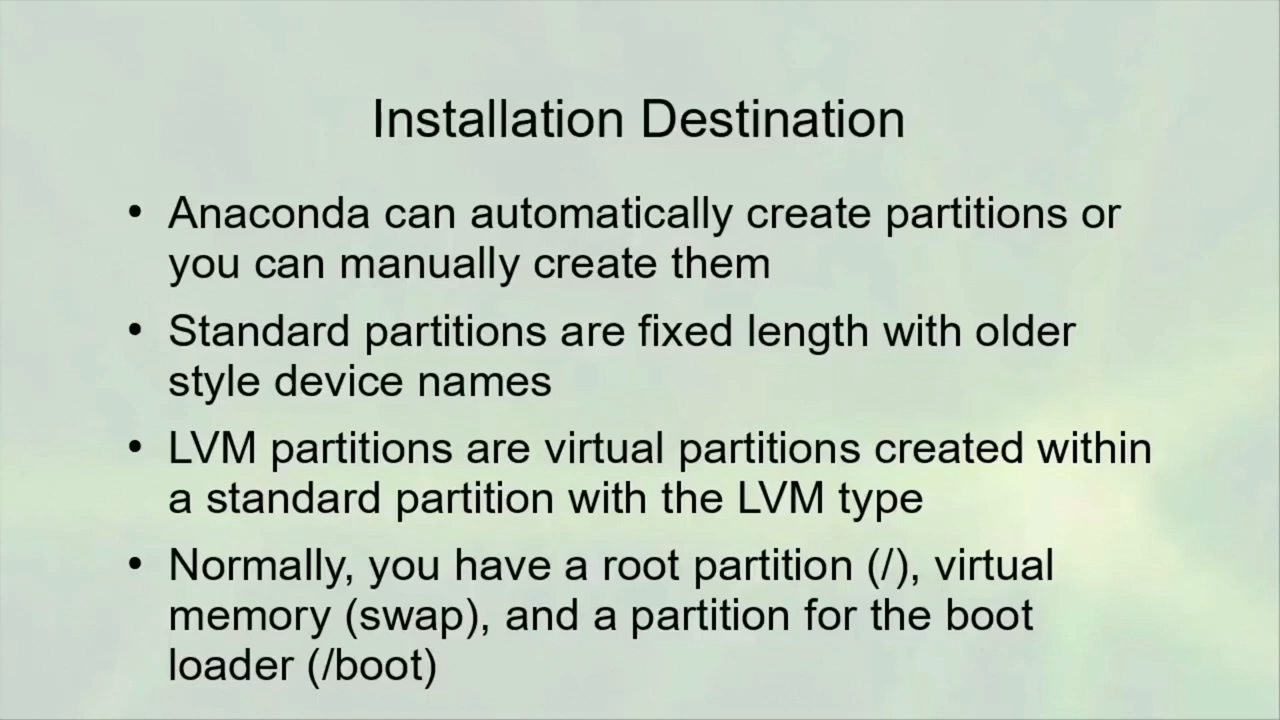 Installation Destination
• Anaconda can automatically create partitions or
you can manually create them
• Standard partitions are fixed length with older
style device names
• LVM partitions are virtual partitions created within
a standard partition with the LVM type
• Normally, you have a root partition (/), virtual
memory (swap), and a partition for the boot
loader (/boot)